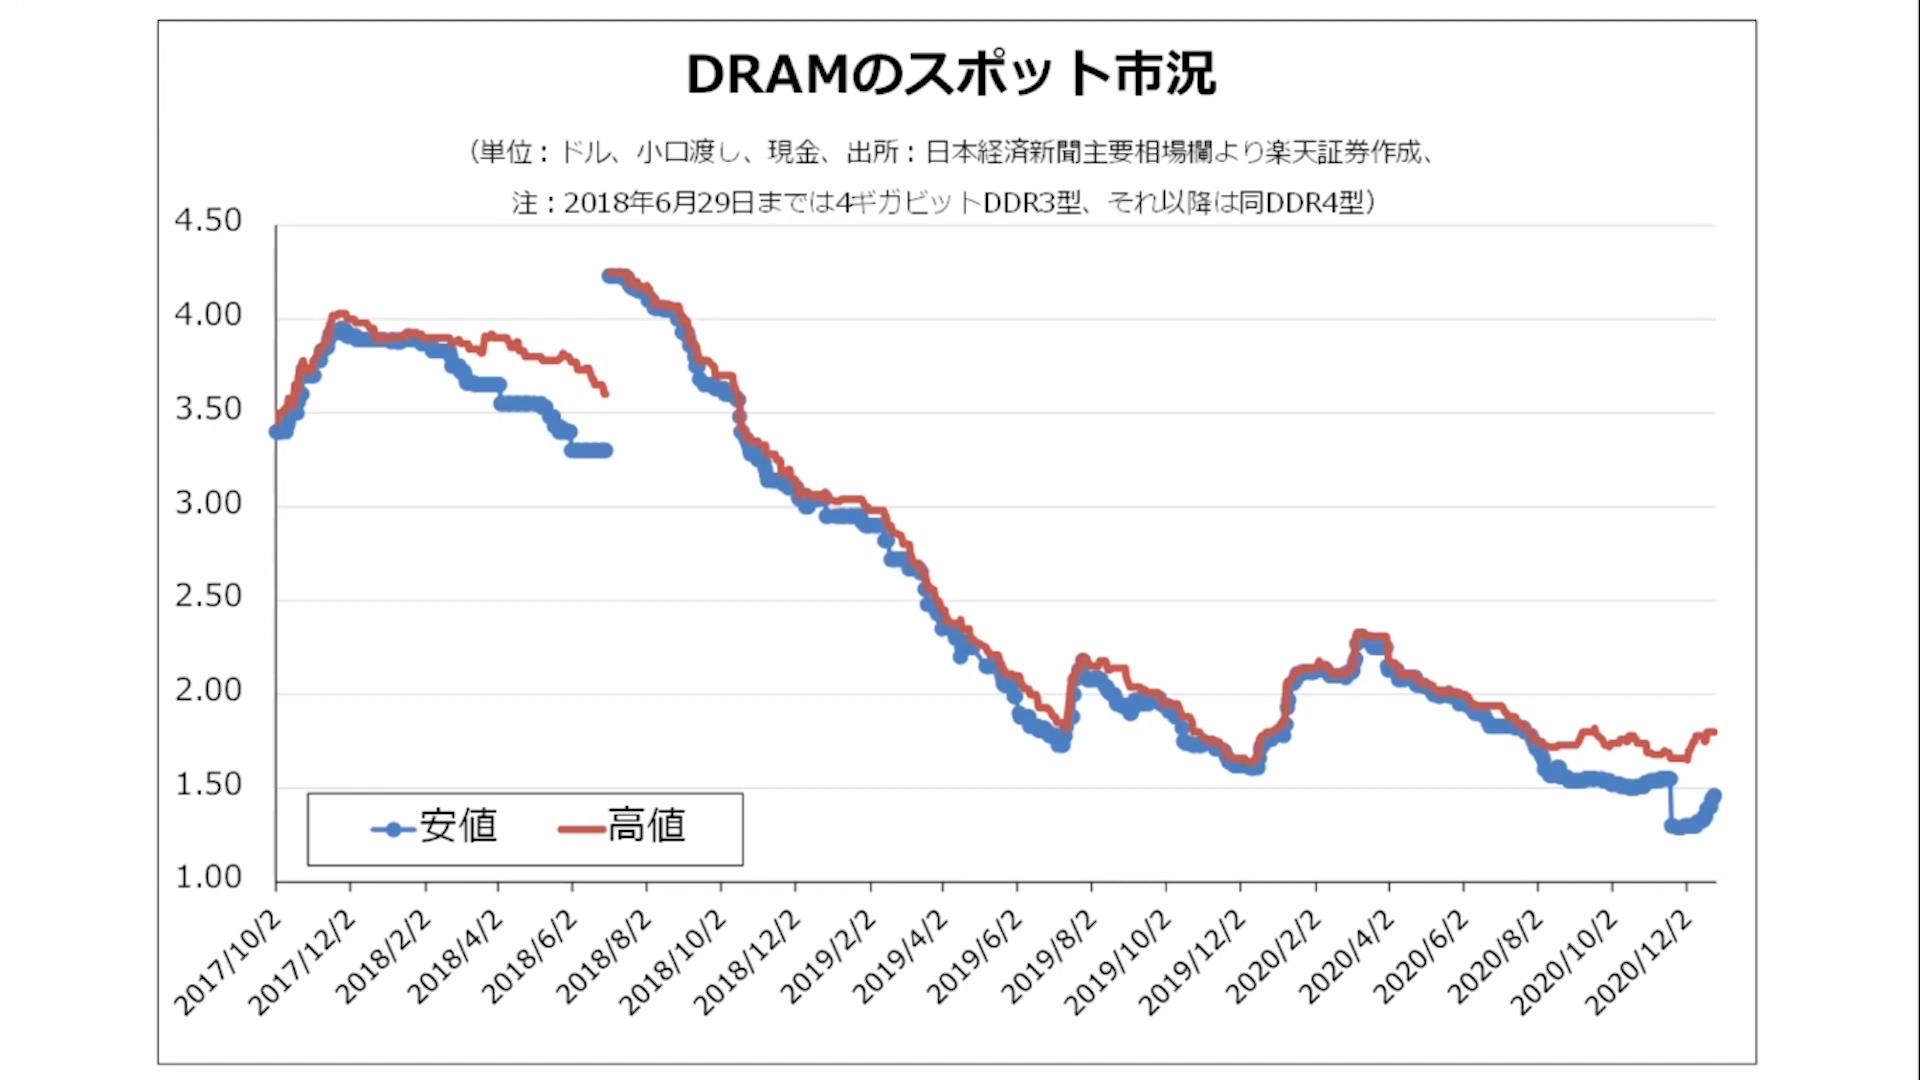 DRAMのスポット市況
（単位：ドル、小口渡し、現金、出所：日本経済新聞主要相場欄より楽天証券作成、
注：2018年6月29日までは4ギガビットDDR3型、それ以降は同DDR4型）
4.50
4.00
3.50
3.00
2.50
2.00
1.50
1.00
安値 高値
2017/10/2 2017/12/2 2018/2/2 2018/4/2 2018/6/2 2018/8/2 2018/10/2 2018/12/2 2019/2/2 2019/4/2 2019/6/2 2019/8/2 2019/10/2 2019/12/2 2020/2/2 2020/4/2 2020/6/2 2020/8/2 2020/10/2 2020/12/2